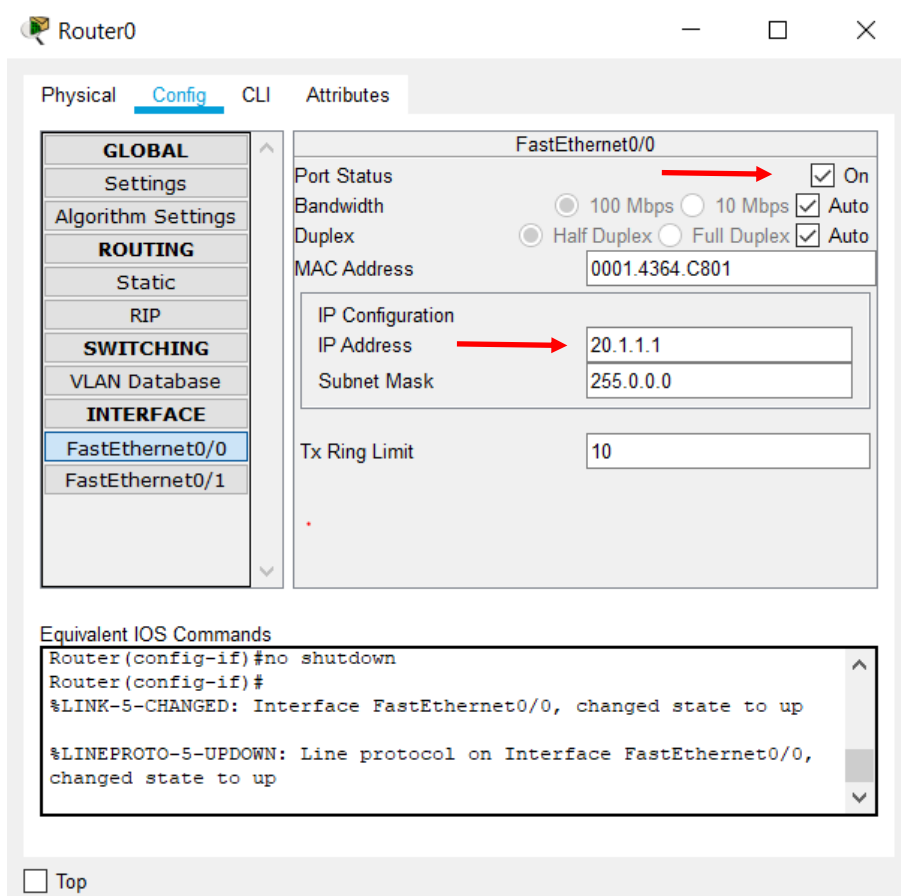 Router0
Physical Config CLI Attributes
GLOBAL
Settings
Algorithm Settings
ROUTING
Static
RIP
SWITCHING
VLAN Database
INTERFACE
FastEthernet0/0
FastEthernet0/1
FastEthernet0/0
Port Status On
Bandwidth 100 Mbps 10 Mbps Auto
Duplex Half Duplex Full Duplex Auto
MAC Address 0001.4364.C801
IP Configuration
IP Address 20.1.1.1
Subnet Mask 255.0.0.0
Tx Ring Limit 10
Equivalent IOS Commands
Router(config-if)#no shutdown
Router(config-if)#
%LINK-5-CHANGED: Interface FastEthernet0/0, changed state to up
%LINEPROTO-5-UPDOWN: Line protocol on Interface FastEthernet0/0,
changed state to up
Top